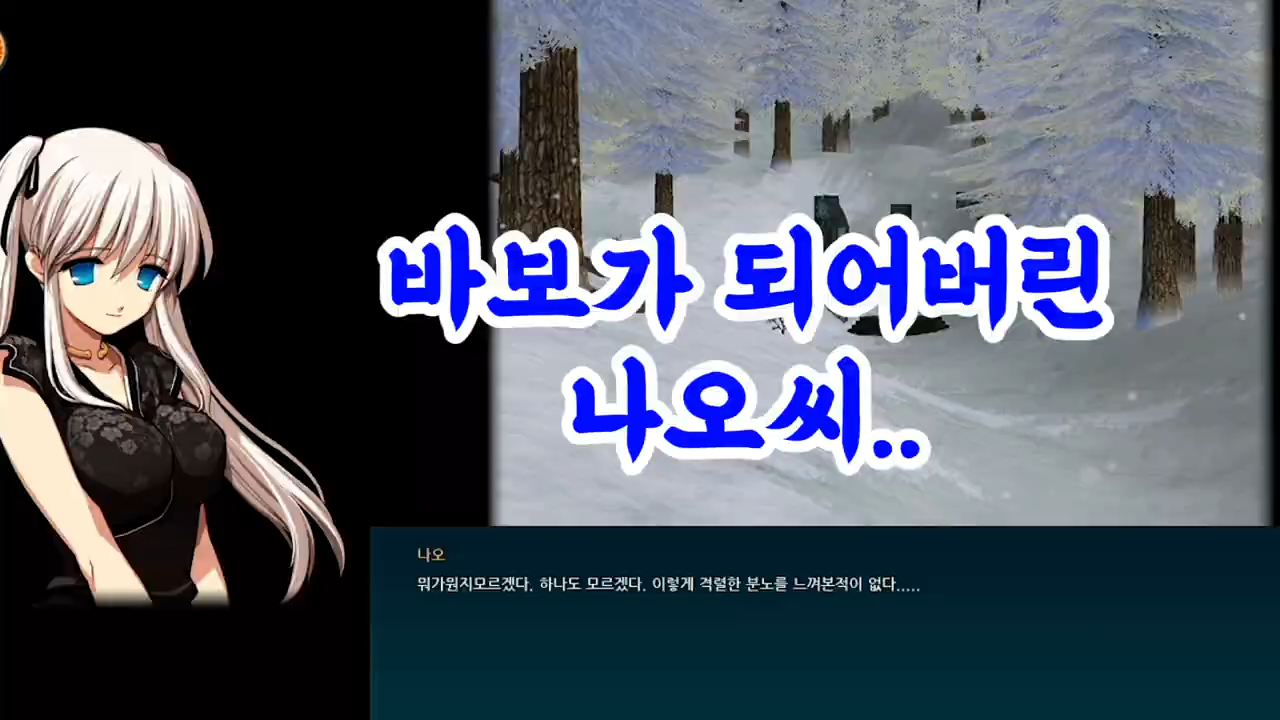 바보가 되어버린
나오씨..
나오
뭐가뭔지모르겠다. 하나도 모르겠다. 이렇게 격렬한 분노를 느껴본적이 없다.....